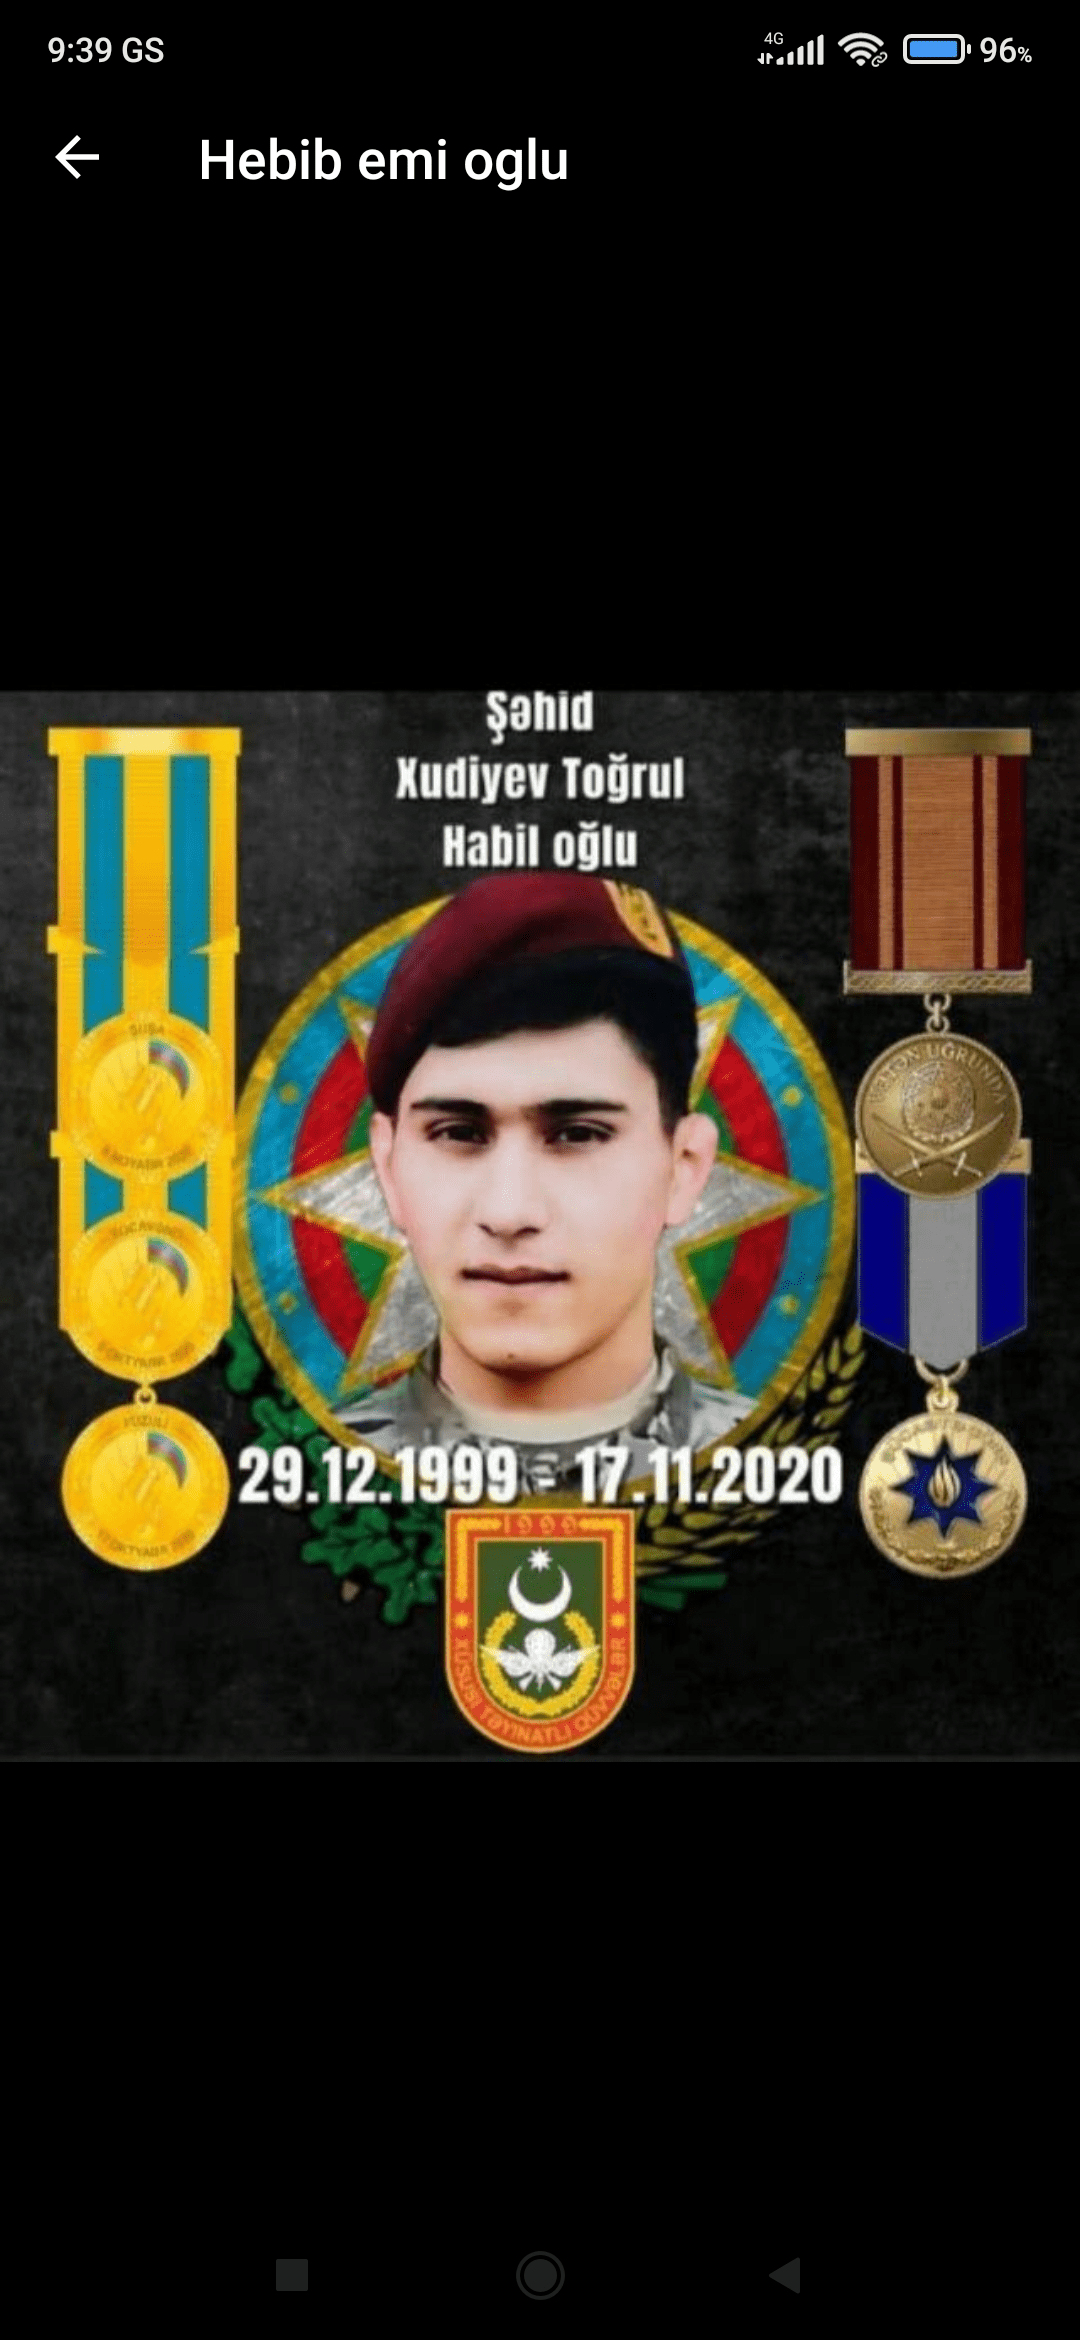 9:39 GS
4G
96%
Hebib emi oglu
Şəhid
Xudiyev Toğrul
Habil oğlu
VƏTƏN UĞRUNDA
29.12.1999 - 17.11.2020
XÜSUSİ TƏYİNATLI QÜVVƏLƏR